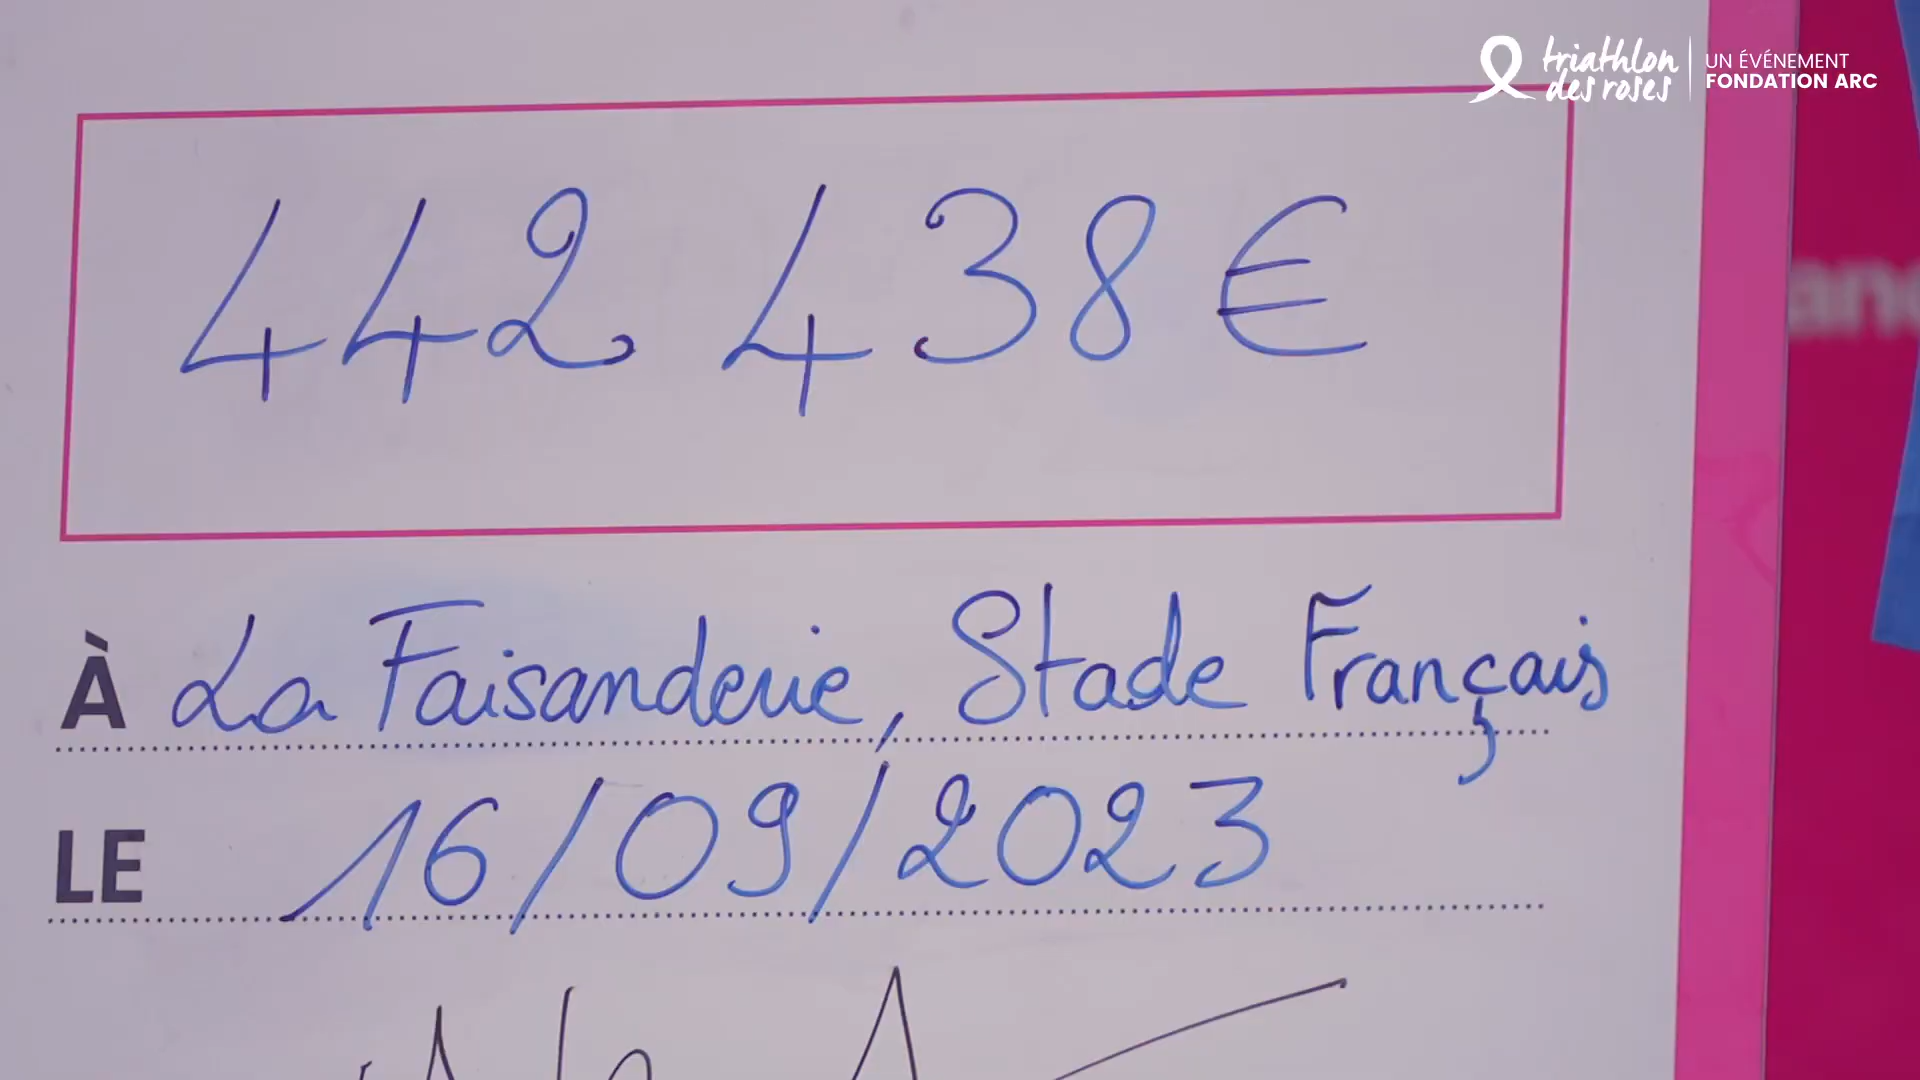 triathlon
des roses
UN ÉVÉNEMENT
FONDATION ARC
442 438 €
À La Faisanderie, Stade Français
LE 16/09/2023